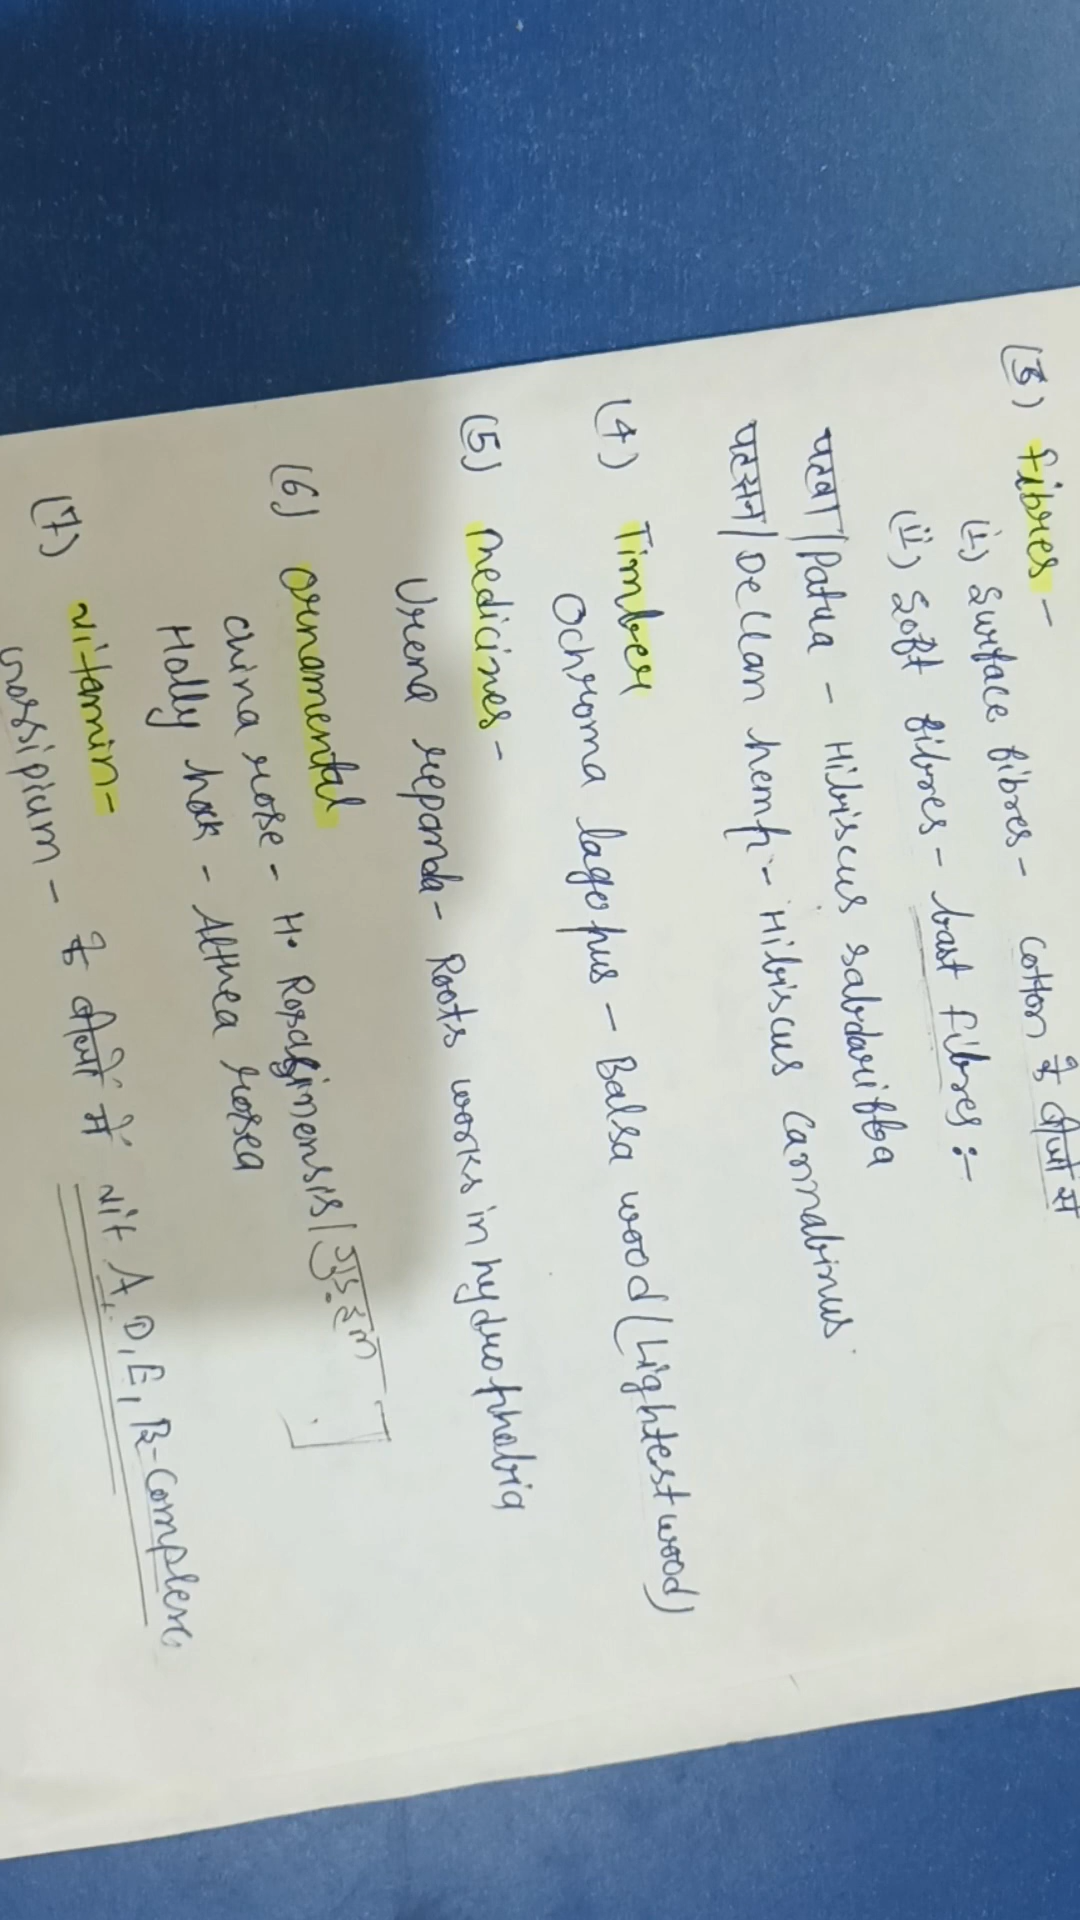 (3) fibres -
(i) Surface fibres - cotton के बीजों में
(ii) Soft fibres - bast fibres :-
पटवा/Patua - Hibiscus sabdariffa
पटसन/Deccan hemp - Hibiscus Cannabinus
(4) Timber
Ochroma lagopus - Balsa wood (Lightest wood)
(5) Medicines -
Urena repanda - Roots works in hydrophobia
(6) Ornamental
China rose - H. Rosasinensis/गुड़हल
Holly hock - Althea rosea
(7) vitamin -
Gossipium - के बीजों में vit A, D, E, B-Complex